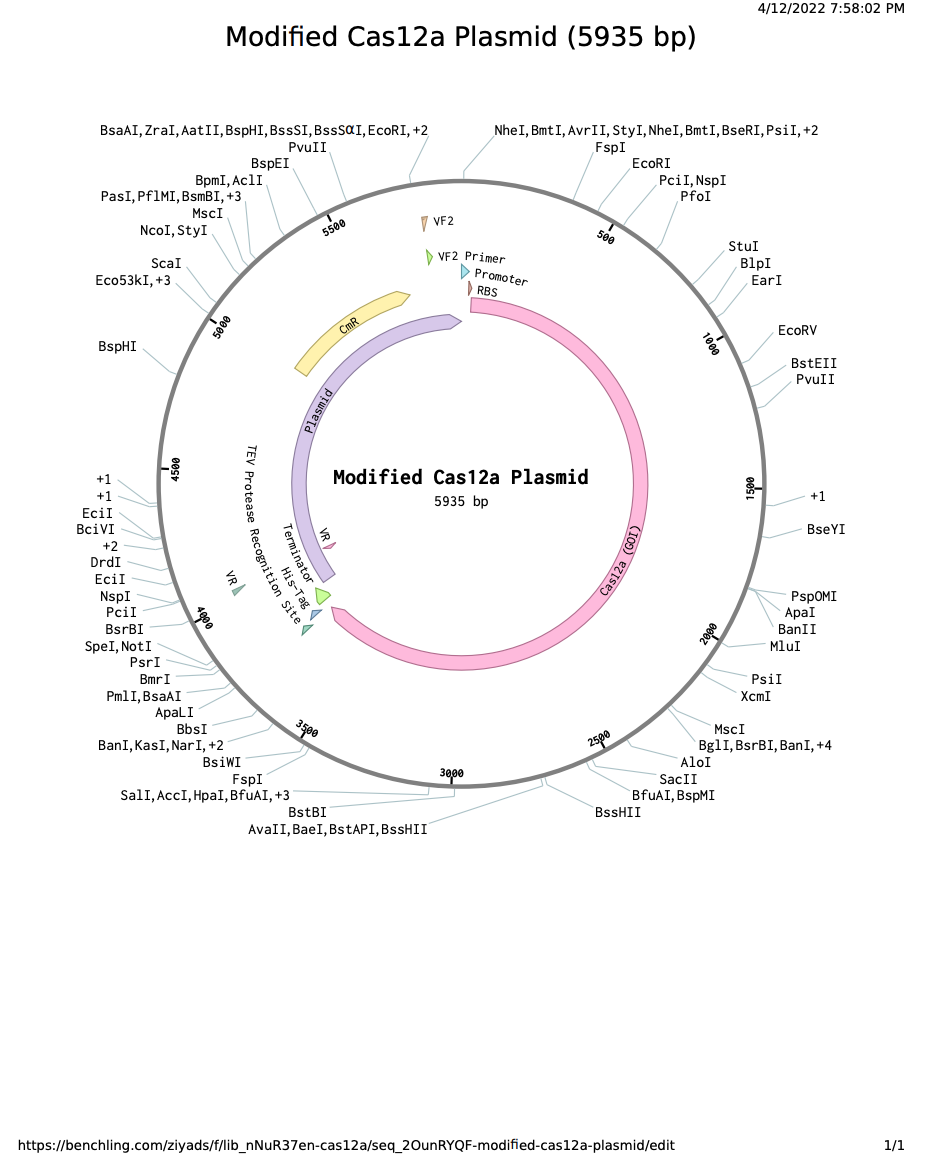 4/12/2022 7:58:02 PM
Modified Cas12a Plasmid (5935 bp)
BsaAI,ZraI,AatII,BspHI,BssSI,BssSαI,EcoRI,+2
NheI,BmtI,AvrII,StyI,NheI,BmtI,BseRI,PsiI,+2
PvuII
FspI
BspEI
EcoRI
BpmI,AclI
PciI,NspI
PasI,PflMI,BsmBI,+3
PfoI
MscI
NcoI,StyI
StuI
ScaI
BlpI
Eco53kI,+3
EarI
BspHI
EcoRV
BstEII
PvuII
5500
500
5000
1000
4500
1500
4000
2000
3500
2500
3000
VF2
VF2 Primer
Promoter
RBS
CmR
Plasmid
Modified Cas12a Plasmid
5935 bp
Cas12a (GOI)
TEV Protease Recognition Site
Terminator
His-Tag
VR
VR
+1
+1
+1
EciI
BciVI
BseYI
+2
DrdI
EciI
NspI
PspOMI
PciI
ApaI
BsrBI
BanII
SpeI,NotI
MluI
PsrI
BmrI
PsiI
PmlI,BsaAI
XcmI
ApaLI
BbsI
MscI
BanI,KasI,NarI,+2
BglI,BsrBI,BanI,+4
BsiWI
AloI
FspI
SacII
SalI,AccI,HpaI,BfuAI,+3
BfuAI,BspMI
BstBI
BssHII
AvaII,BaeI,BstAPI,BssHII
https://benchling.com/ziyads/f/lib_nNuR37en-cas12a/seq_2OunRYQF-modified-cas12a-plasmid/edit
1/1